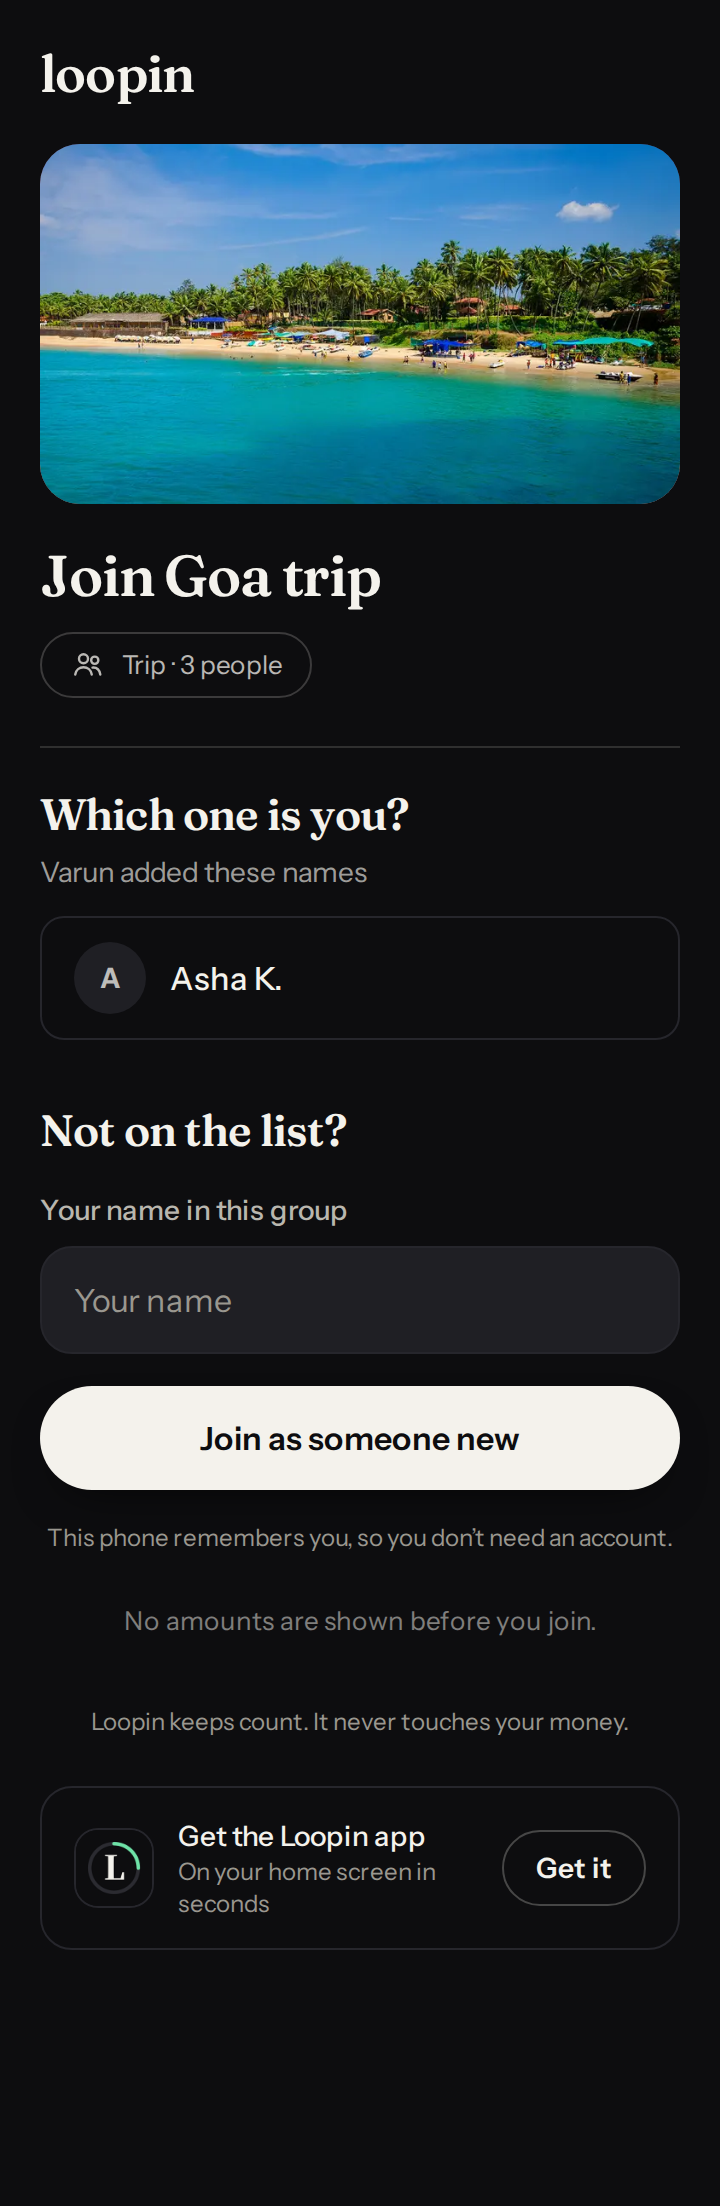 loopin
Join Goa trip
Trip · 3 people
Which one is you?
Varun added these names
A
Asha K.
Not on the list?
Your name in this group
Your name
Join as someone new
This phone remembers you, so you don’t need an account.
No amounts are shown before you join.
Loopin keeps count. It never touches your money.
L
Get the Loopin app
On your home screen in
seconds
Get it